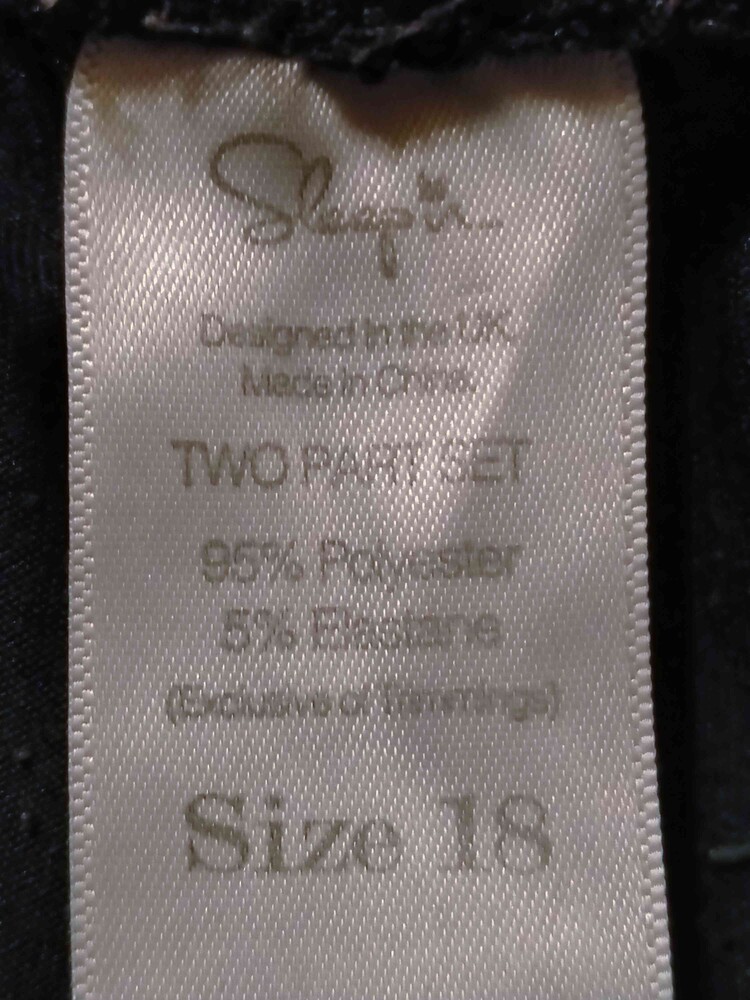 Sleep in
Designed in the UK.
Made in China.
TWO PART SET
95% Polyester
5% Elastane
(Exclusive of Trimmings)
Size 18